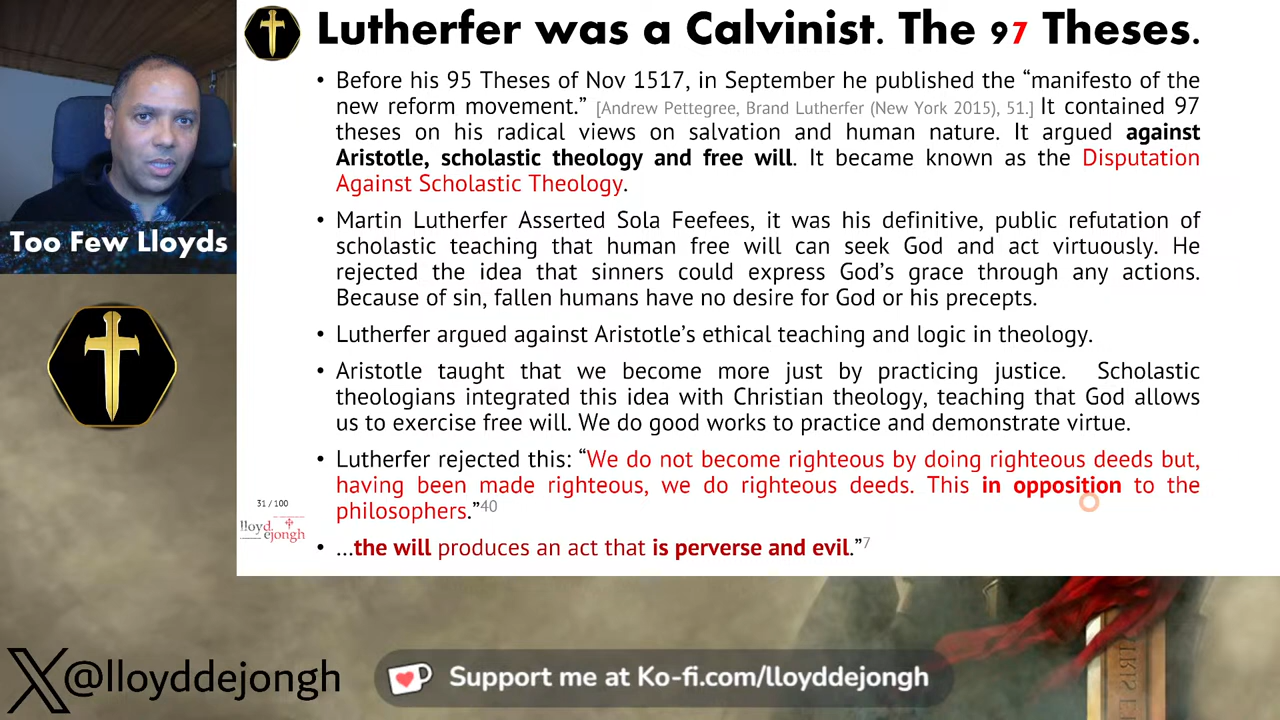 Lutherfer was a Calvinist. The 97 Theses.
• Before his 95 Theses of Nov 1517, in September he published the “manifesto of the
new reform movement.” [Andrew Pettegree, Brand Lutherfer (New York 2015), 51.] It contained 97
theses on his radical views on salvation and human nature. It argued against
Aristotle, scholastic theology and free will. It became known as the Disputation
Against Scholastic Theology.
• Martin Lutherfer Asserted Sola Feefees, it was his definitive, public refutation of
scholastic teaching that human free will can seek God and act virtuously. He
rejected the idea that sinners could express God’s grace through any actions.
Because of sin, fallen humans have no desire for God or his precepts.
• Lutherfer argued against Aristotle’s ethical teaching and logic in theology.
• Aristotle taught that we become more just by practicing justice. Scholastic
theologians integrated this idea with Christian theology, teaching that God allows
us to exercise free will. We do good works to practice and demonstrate virtue.
• Lutherfer rejected this: “We do not become righteous by doing righteous deeds but,
having been made righteous, we do righteous deeds. This in opposition to the
philosophers.”40
• …the will produces an act that is perverse and evil.”7
Too Few Lloyds
31 / 100
lloyd
dejongh
X@lloyddejongh
Support me at Ko-fi.com/lloyddejongh